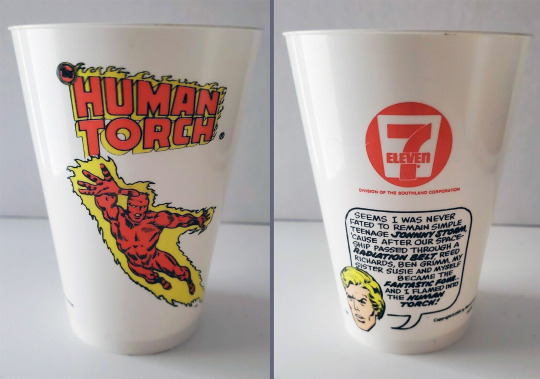 HUMAN
TORCH®
7
ELEVEN
DIVISION OF THE SOUTHLAND CORPORATION
SEEMS I WAS NEVER
FATED TO REMAIN SIMPLE
TEENAGE JOHNNY STORM,
'CAUSE AFTER OUR SPACE-
SHIP PASSED THROUGH A
RADIATION BELT REED
RICHARDS, BEN GRIMM, MY
SISTER SUSIE AND MYSELF
BECAME THE
FANTASTIC FOUR...
AND I FLAMED INTO
THE HUMAN
TORCH!